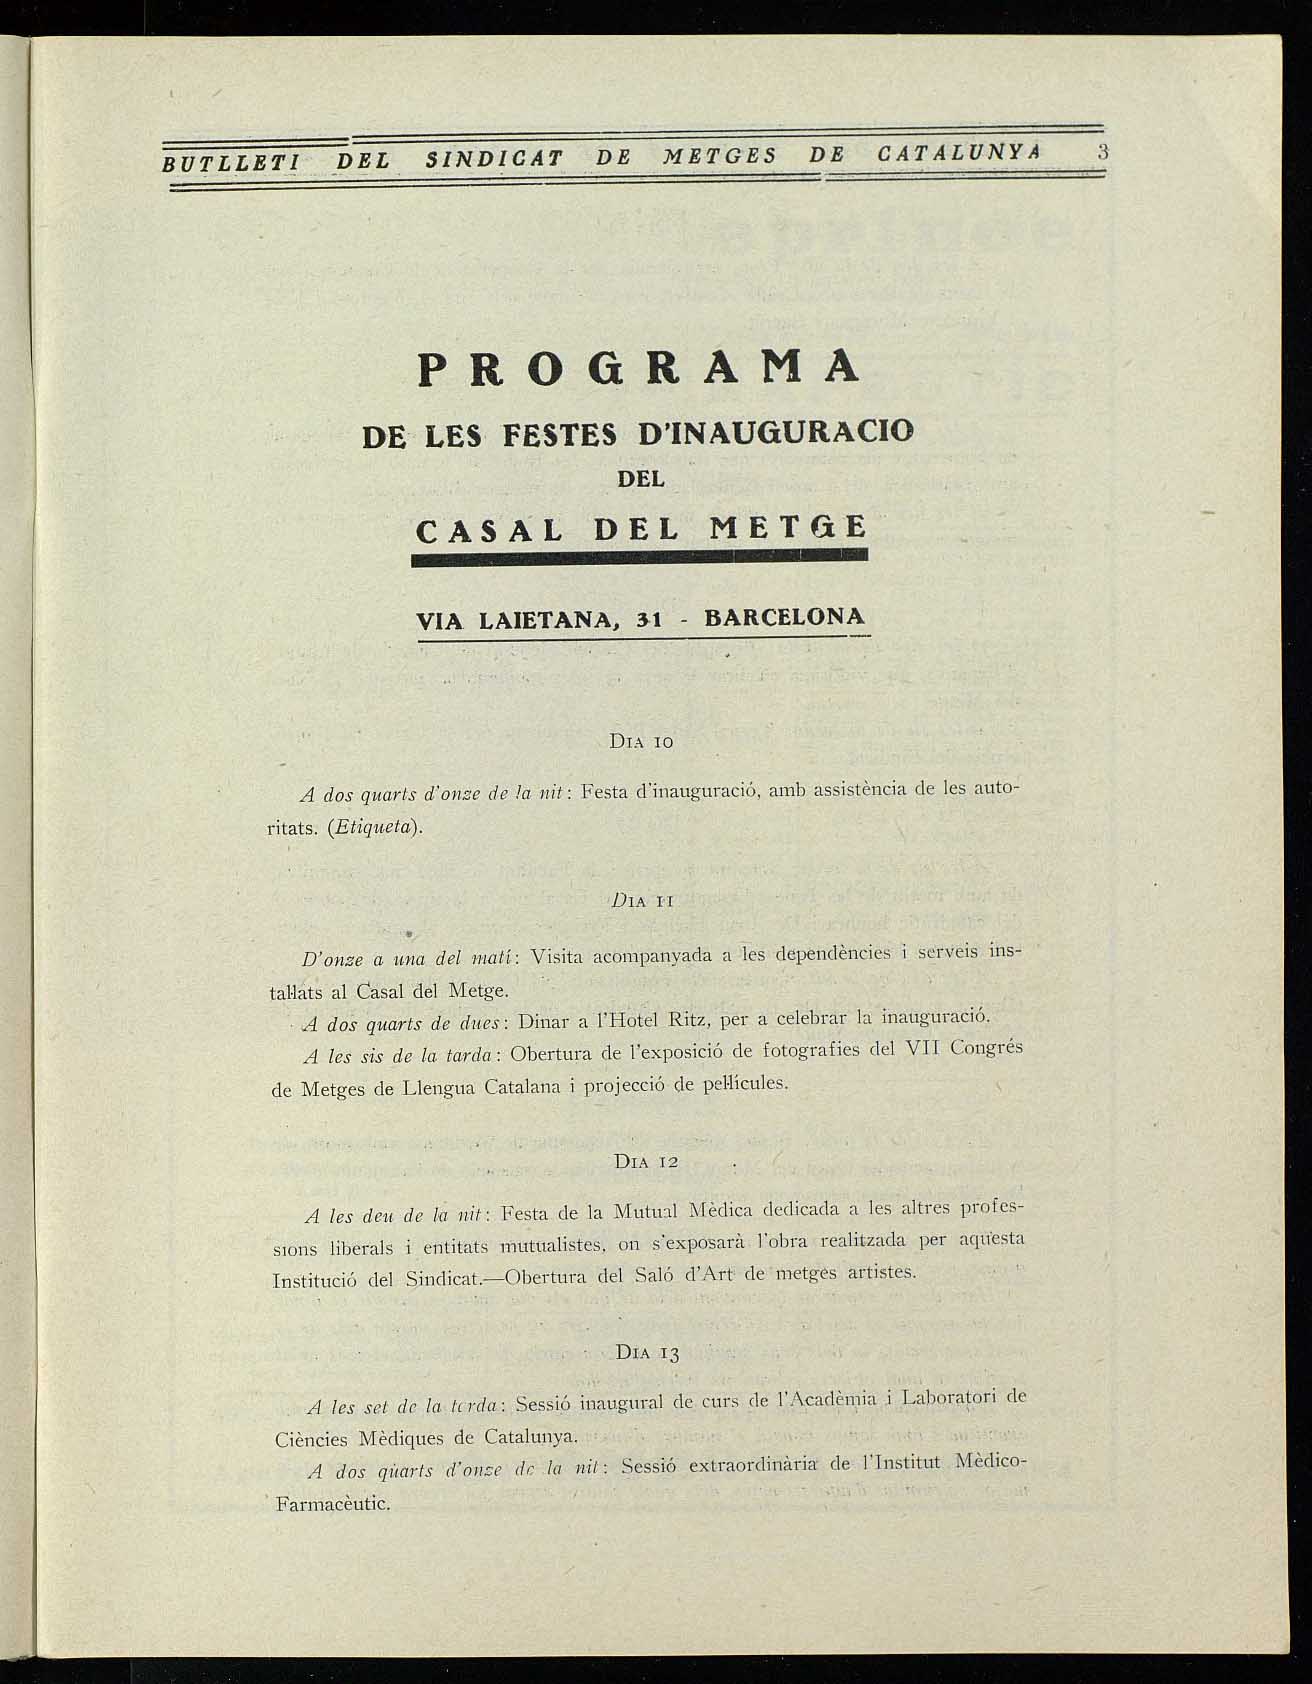 BUTLLETI DEL SINDICAT DE METGES DE CATALUNYA 3
PROGRAMA
DE LES FESTES D'INAUGURACIO
DEL
CASAL DEL METGE
VIA LAIETANA, 31 - BARCELONA
DIA 10
A dos quarts d'onze de la nit: Festa d'inauguració, amb assistència de les auto-
ritats. (Etiqueta).
DIA 11
D'onze a una del matí: Visita acompanyada a les dependències i serveis ins-
tal·lats al Casal del Metge.
A dos quarts de dues: Dinar a l'Hotel Ritz, per a celebrar la inauguració.
A les sis de la tarda: Obertura de l'exposició de fotografies del VII Congrés
de Metges de Llengua Catalana i projecció de pel·lícules.
DIA 12
A les deu de la nit: Festa de la Mutual Mèdica dedicada a les altres profes-
sions liberals i entitats mutualistes, on s'exposarà l'obra realitzada per aquesta
Institució del Sindicat.—Obertura del Saló d'Art de metges artistes.
DIA 13
A les set de la tarda: Sessió inaugural de curs de l'Acadèmia i Laboratori de
Ciències Mèdiques de Catalunya.
A dos quarts d'onze de la nit: Sessió extraordinària de l'Institut Mèdico-
Farmacèutic.